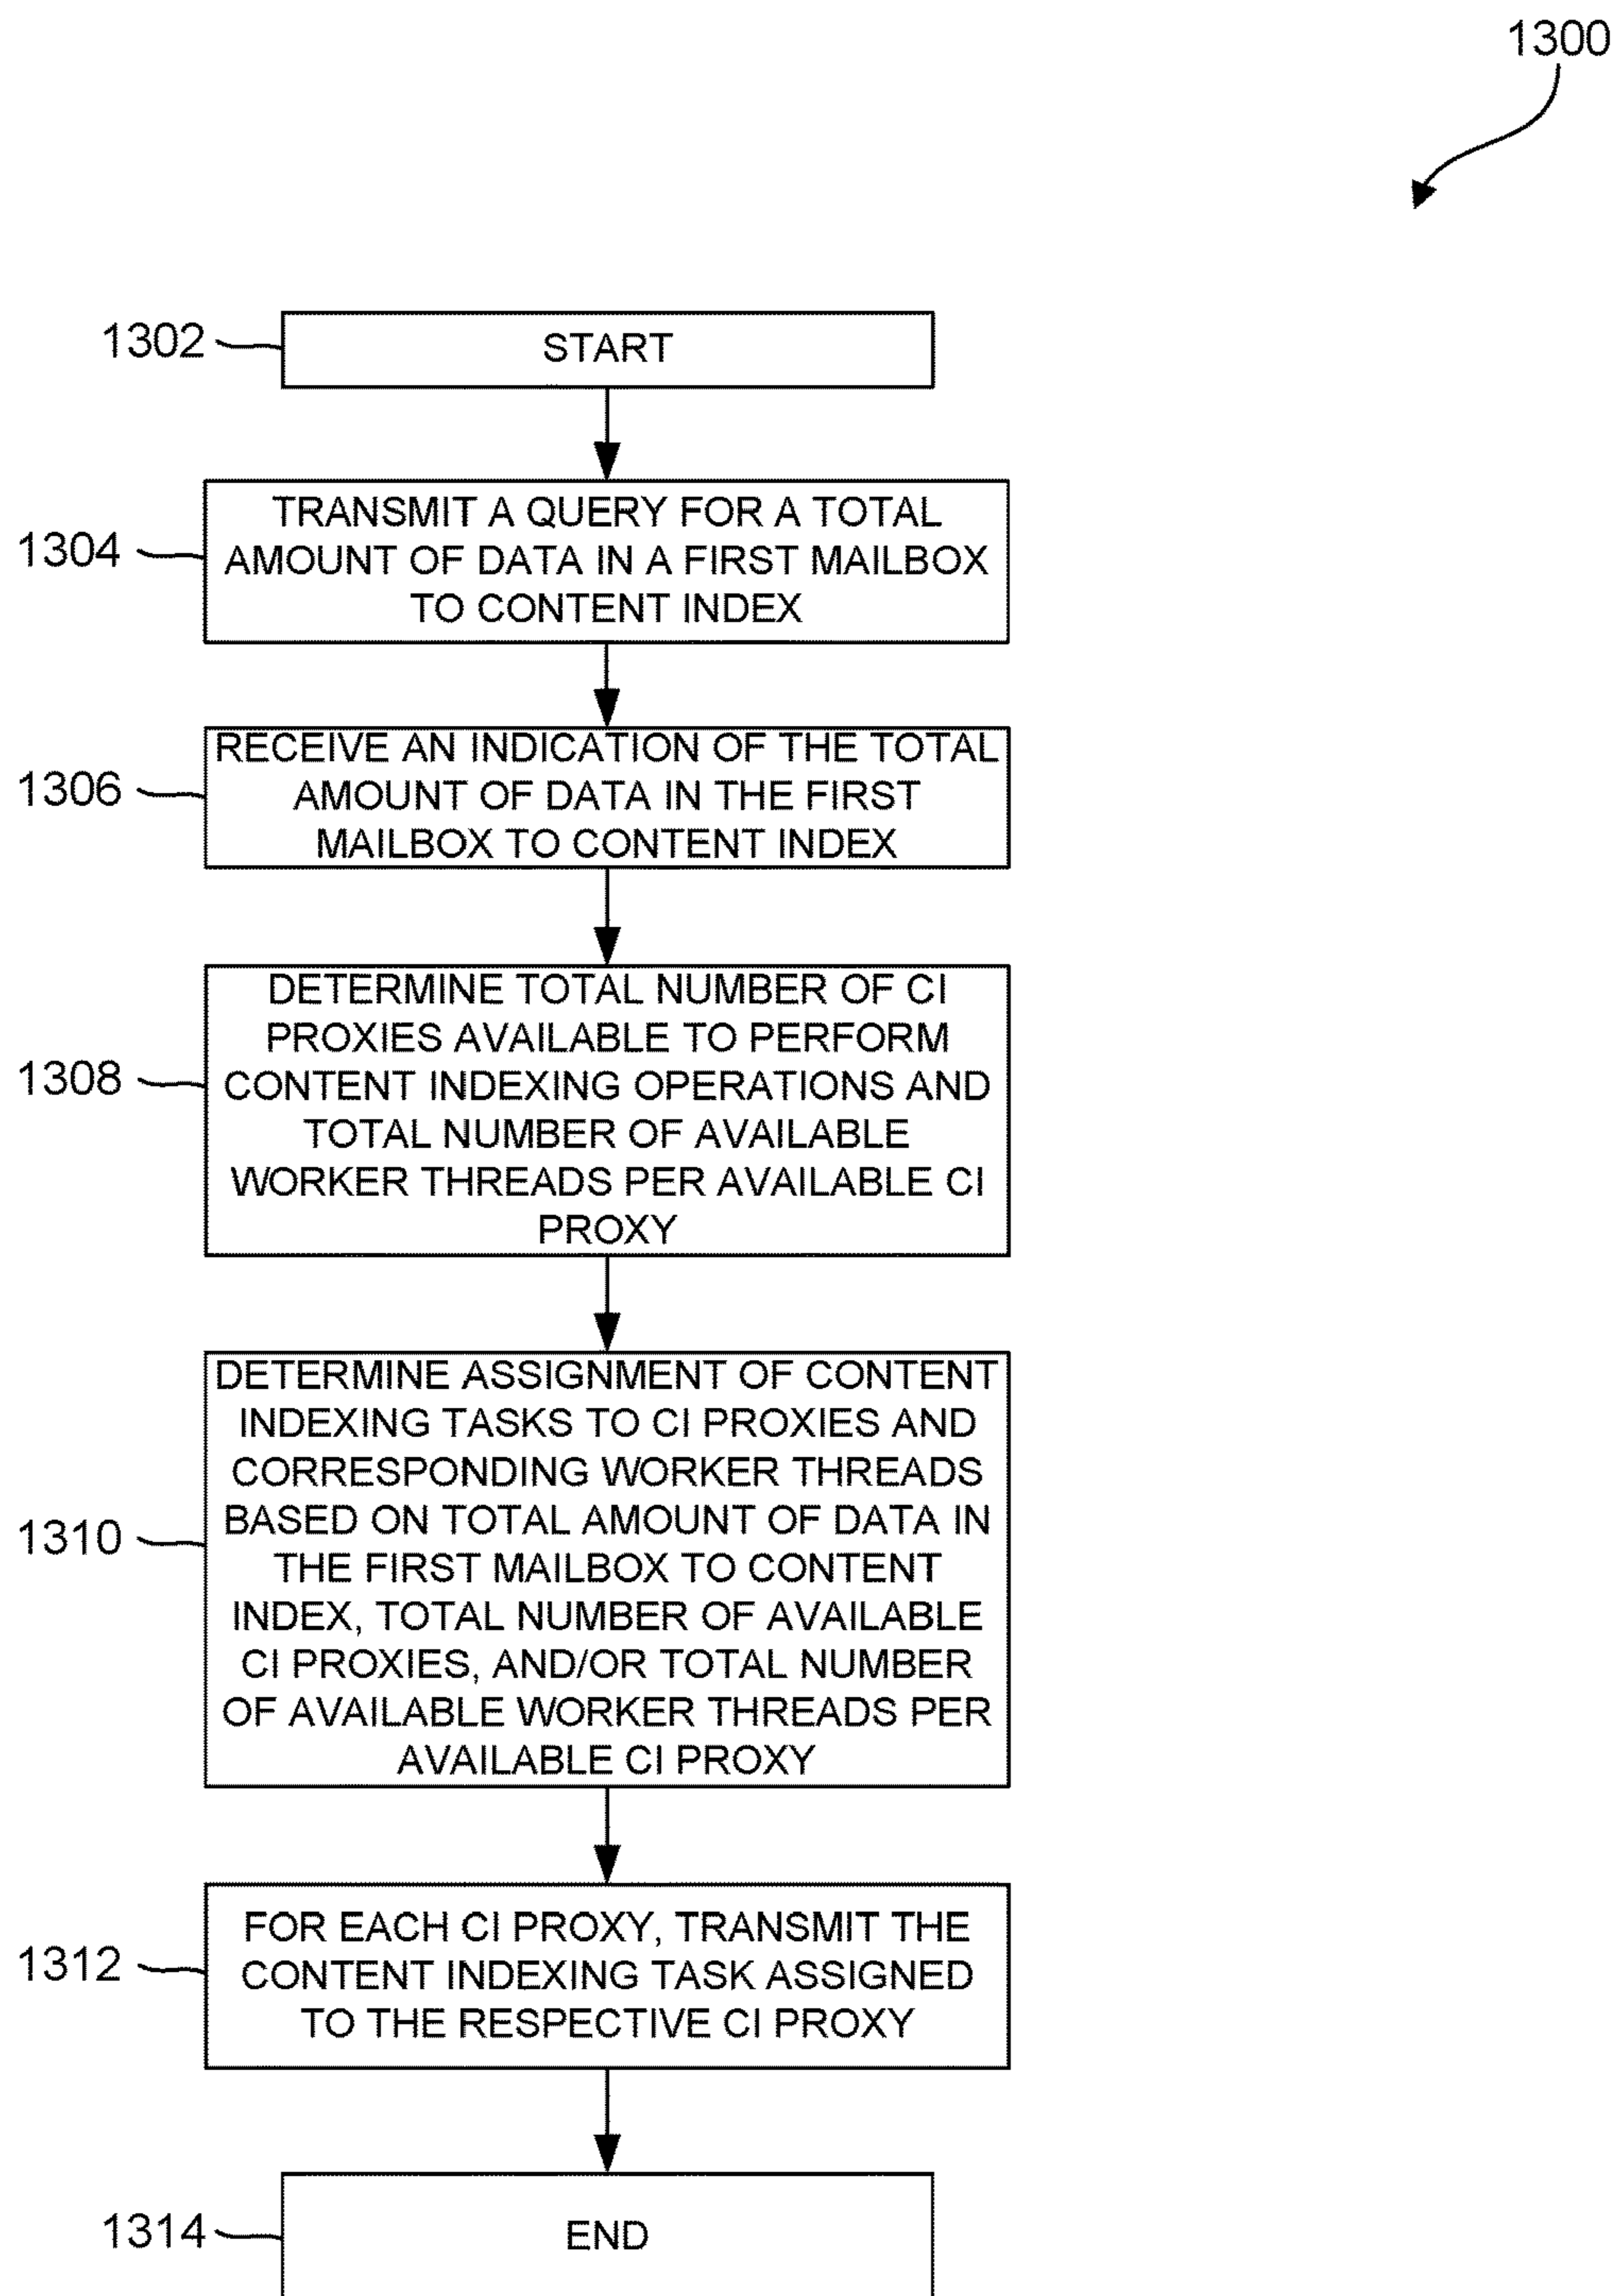 1300
1302
START
1304
TRANSMIT A QUERY FOR A TOTAL
AMOUNT OF DATA IN A FIRST MAILBOX
TO CONTENT INDEX
1306
RECEIVE AN INDICATION OF THE TOTAL
AMOUNT OF DATA IN THE FIRST
MAILBOX TO CONTENT INDEX
1308
DETERMINE TOTAL NUMBER OF CI
PROXIES AVAILABLE TO PERFORM
CONTENT INDEXING OPERATIONS AND
TOTAL NUMBER OF AVAILABLE
WORKER THREADS PER AVAILABLE CI
PROXY
1310
DETERMINE ASSIGNMENT OF CONTENT
INDEXING TASKS TO CI PROXIES AND
CORRESPONDING WORKER THREADS
BASED ON TOTAL AMOUNT OF DATA IN
THE FIRST MAILBOX TO CONTENT
INDEX, TOTAL NUMBER OF AVAILABLE
CI PROXIES, AND/OR TOTAL NUMBER
OF AVAILABLE WORKER THREADS PER
AVAILABLE CI PROXY
1312
FOR EACH CI PROXY, TRANSMIT THE
CONTENT INDEXING TASK ASSIGNED
TO THE RESPECTIVE CI PROXY
1314
END